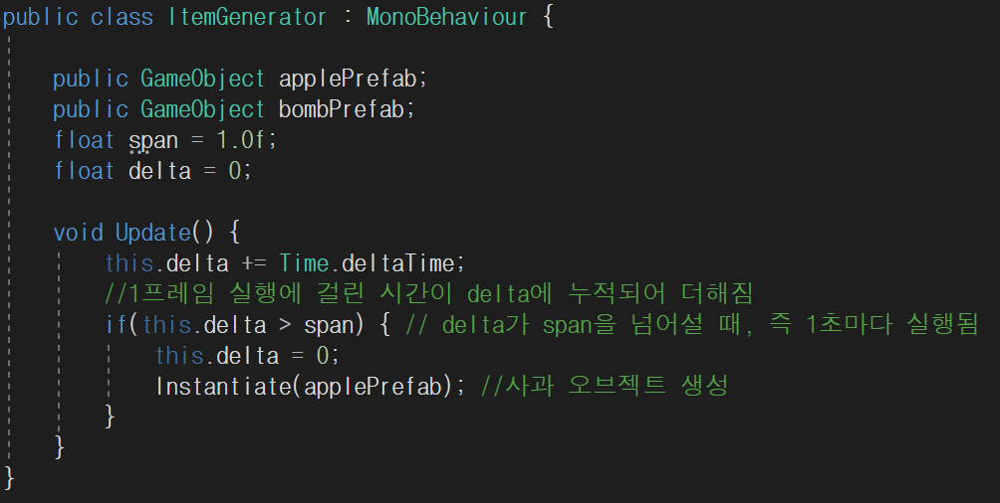 public class ItemGenerator : MonoBehaviour {
public GameObject applePrefab;
public GameObject bombPrefab;
float span = 1.0f;
float delta = 0;
void Update() {
this.delta += Time.deltaTime;
//1프레임 실행에 걸린 시간이 delta에 누적되어 더해짐
if(this.delta > span) { // delta가 span을 넘어설 때, 즉 1초마다 실행됨
this.delta = 0;
Instantiate(applePrefab); //사과 오브젝트 생성
}
}
}